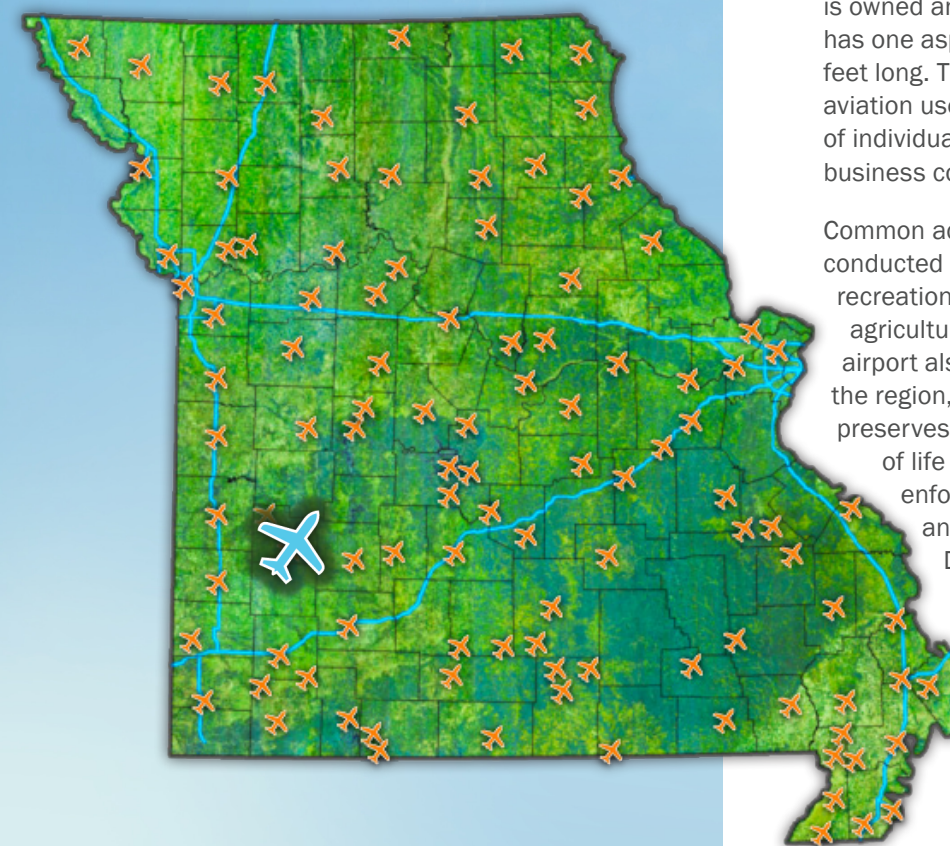 is owned an
has one asp
feet long. T
aviation use
of individua
business co
Common ac
conducted
recreation
agricultu
airport als
the region,
preserves
of life
enfo
an
D